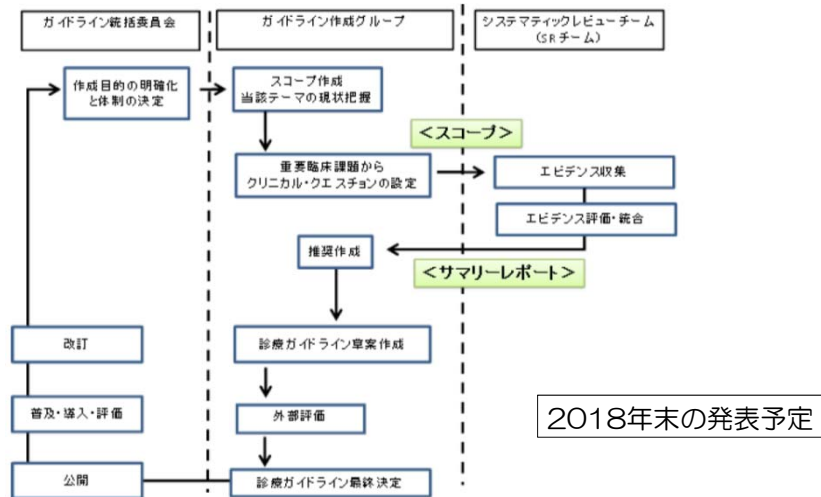 ガイドライン統括委員会
ガイドライン作成グループ
システマティックレビューチーム
（SRチーム）
作成目的の明確化
と体制の決定
スコープ作成
当該テーマの現状把握
＜スコープ＞
重要臨床課題から
クリニカル・クエスチョンの設定
エビデンス収集
エビデンス評価・統合
推奨作成
＜サマリーレポート＞
改訂
診療ガイドライン草案作成
普及・導入・評価
外部評価
2018年末の発表予定
公開
診療ガイドライン最終決定